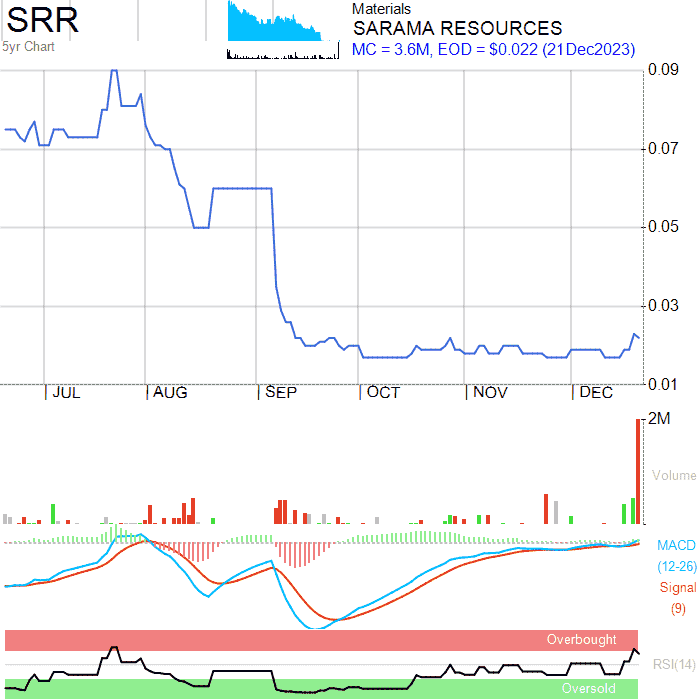 SRR
5yr Chart
Materials
SARAMA RESOURCES
MC = 3.6M, EOD = $0.022 (21Dec2023)
0.09
0.07
0.05
0.03
0.01
JUL AUG SEP OCT NOV DEC
2M
Volume
MACD
(12-26)
Signal
(9)
Overbought
RSI(14)
Oversold